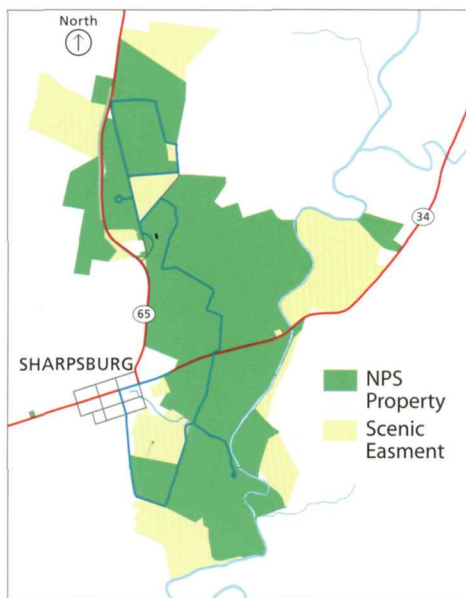 North
34
65
SHARPSBURG
NPS
Property
Scenic
Easment